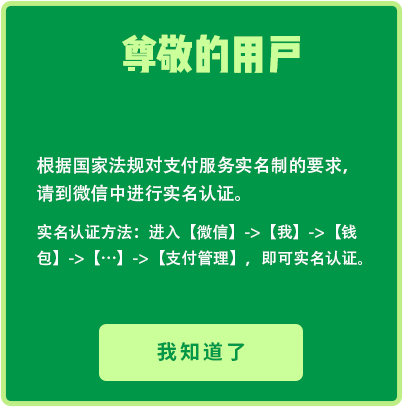 尊敬的用户
根据国家法规对支付服务实名制的要求，
请到微信中进行实名认证。
实名认证方法：进入【微信】->【我】->【钱
包】->【···】->【支付管理】，即可实名认证。
我知道了